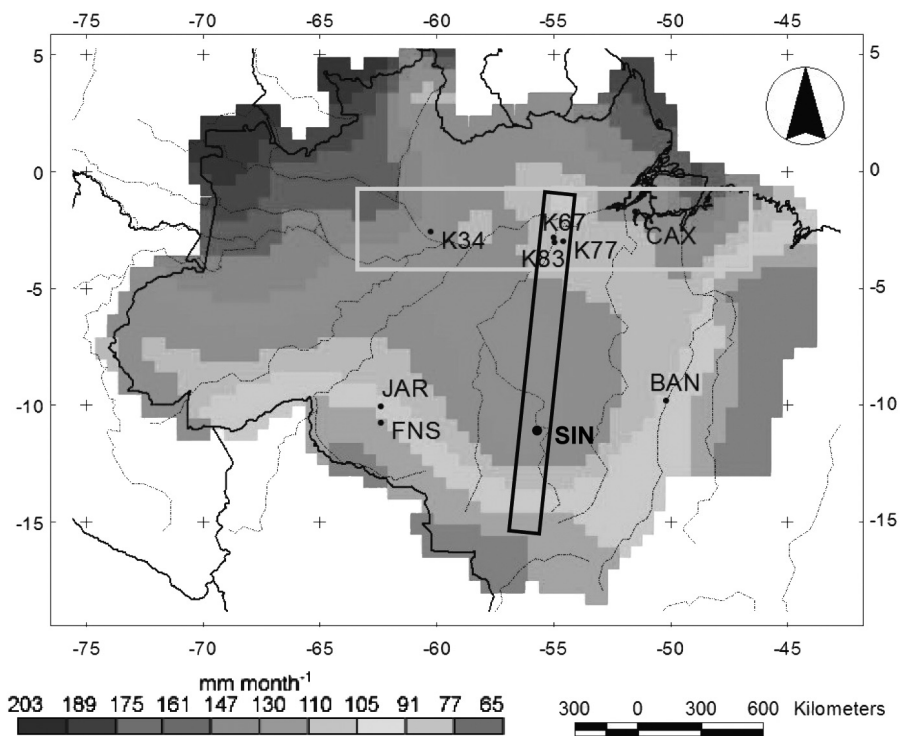 -75 -70 -65 -60 -55 -50 -45
5 5
0 0
K67
K34 K83 K77 CAX
-5 -5
JAR BAN
-10 -10
FNS SIN
-15 -15
-75 -70 -65 -60 -55 -50 -45
mm month-1
203 189 175 161 147 130 110 105 91 77 65
300 0 300 600 Kilometers